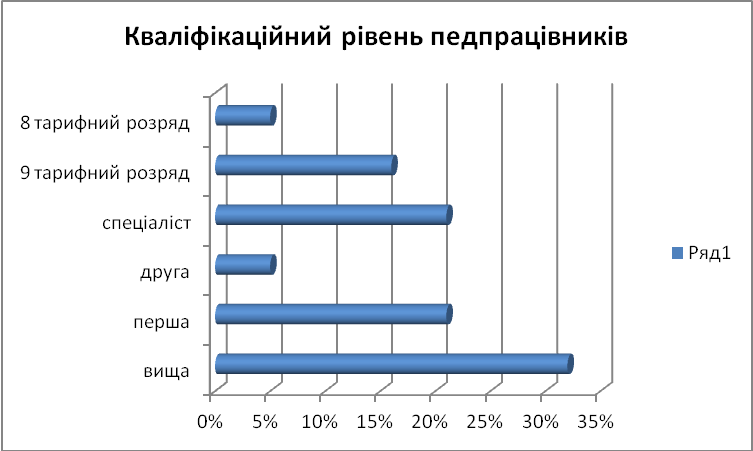 Кваліфікаційний рівень педпрацівників
8 тарифний розряд
9 тарифний розряд
спеціаліст
друга
перша
вища
Ряд1
0% 5% 10% 15% 20% 25% 30% 35%